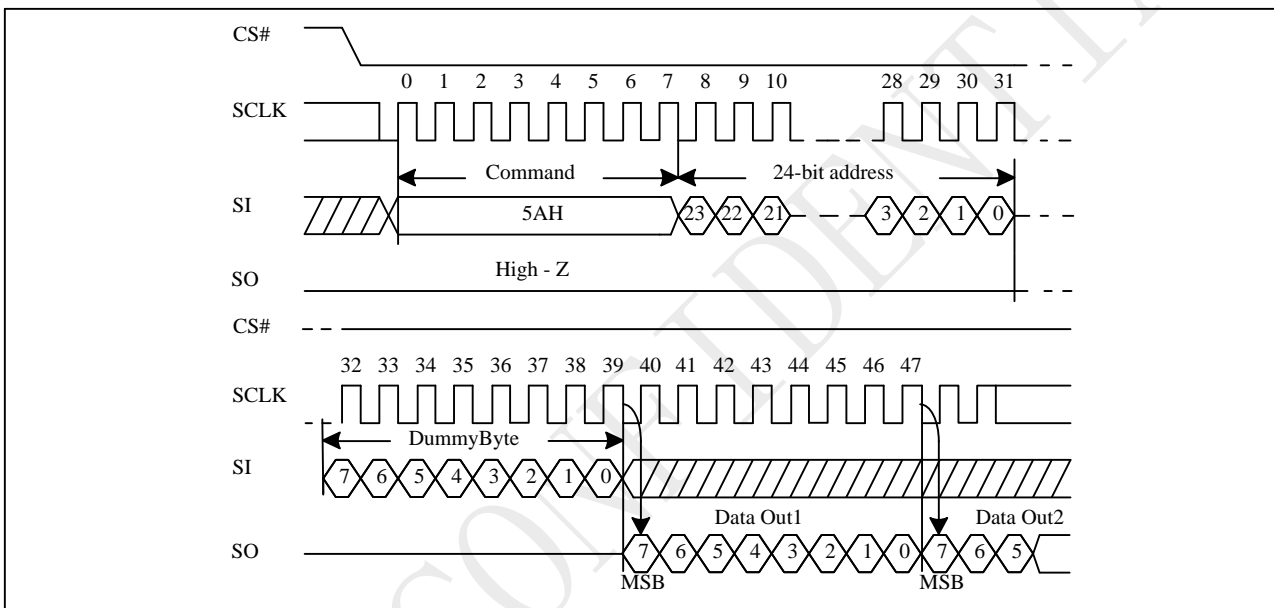 CS#
0 1 2 3 4 5 6 7 8 9 10 28 29 30 31
SCLK
Command 24-bit address
SI 5AH 23 22 21 3 2 1 0
High - Z
SO
CS#
32 33 34 35 36 37 38 39 40 41 42 43 44 45 46 47
SCLK
DummyByte
SI 7 6 5 4 3 2 1 0
Data Out1 Data Out2
SO 7 6 5 4 3 2 1 0 7 6 5
MSB MSB
CONFIDENTIA